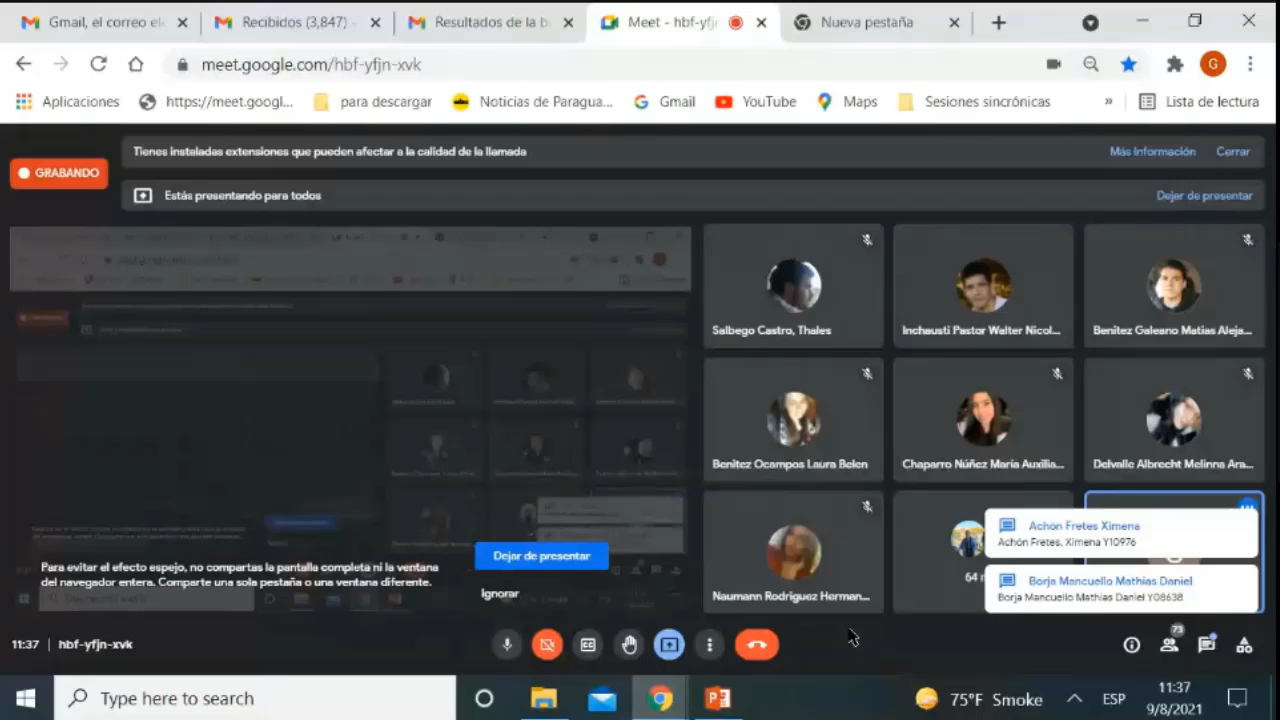 Gmail, el correo ele
Recibidos (3,847) -
Resultados de la b
Meet - hbf-yfjn
Nueva pestaña
meet.google.com/hbf-yfjn-xvk
G
Aplicaciones
https://meet.googl...
para descargar
Noticias de Paragua...
Gmail
YouTube
Maps
Sesiones sincrónicas
»
Lista de lectura
GRABANDO
Tienes instaladas extensiones que pueden afectar a la calidad de la llamada
Más información
Cerrar
Estás presentando para todos
Dejar de presentar
Salbego Castro, Thales
Inchausti Pastor Walter Nicol...
Benitez Galeano Matias Aleja...
Benitez Ocampos Laura Belen
Chaparro Núñez María Auxilia...
Delvalle Albrecht Melinna Ara...
Naumann Rodriguez Herman...
64
Achón Fretes Ximena
Achón Fretes, Ximena Y10976
Borja Mancuello Mathias Daniel
Borja Mancuello Mathias Daniel Y08638
Para evitar el efecto espejo, no compartas la pantalla completa ni la ventana
del navegador entera. Comparte una sola pestaña o una ventana diferente.
Dejar de presentar
Ignorar
11:37 | hbf-yfjn-xvk
73
Type here to search
75°F Smoke
ESP
11:37
9/8/2021